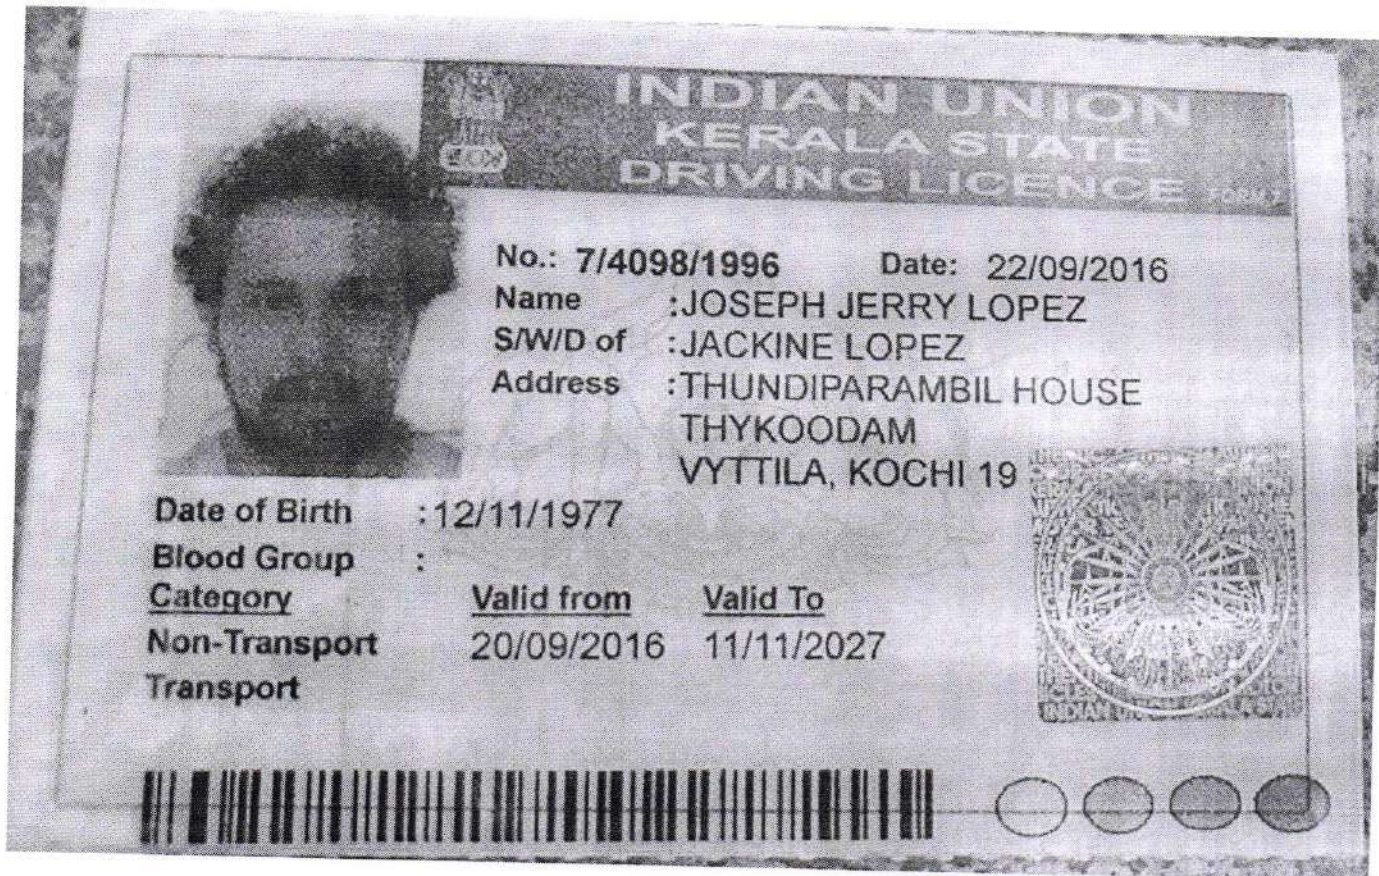 INDIAN UNION
KERALA STATE
DRIVING LICENCE
No.: 7/4098/1996 Date: 22/09/2016
Name :JOSEPH JERRY LOPEZ
S/W/D of :JACKINE LOPEZ
Address :THUNDIPARAMBIL HOUSE
THYKOODAM
VYTTILA, KOCHI 19
Date of Birth :12/11/1977
Blood Group :
Category Valid from Valid To
Non-Transport 20/09/2016 11/11/2027
Transport